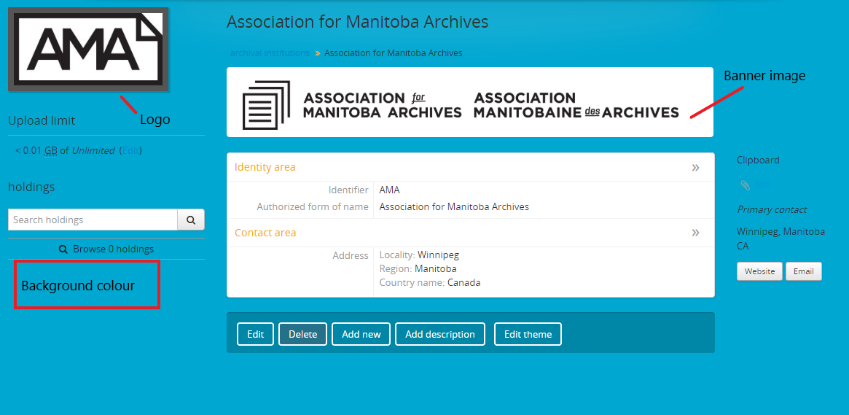 AMA
Logo
Upload limit
< 0.01 GB of Unlimited (Edit)
holdings
Search holdings
Browse 0 holdings
Background colour
Association for Manitoba Archives
archival institutions » Association for Manitoba Archives
ASSOCIATION for
MANITOBA ARCHIVES
ASSOCIATION
MANITOBAINE des ARCHIVES
Banner image
Identity area »
Identifier AMA
Authorized form of name Association for Manitoba Archives
Contact area »
Address Locality: Winnipeg
Region: Manitoba
Country name: Canada
Edit Delete Add new Add description Edit theme
Clipboard
Primary contact
Winnipeg, Manitoba
CA
Website Email